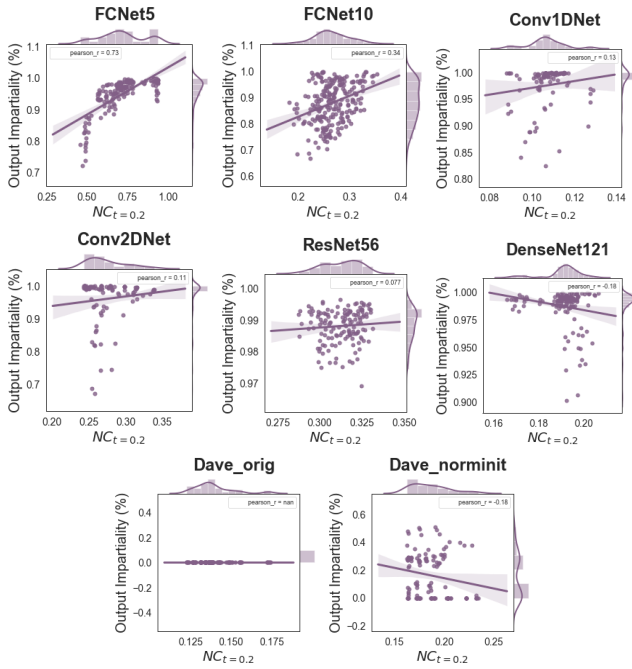 FCNet5
FCNet10
Conv1DNet
pearson_r = 0.73
pearson_r = 0.34
pearson_r = 0.13
Output Impartiality (%)
1.1
1.0
0.9
0.8
0.7
0.25
0.50
0.75
1.00
NC t = 0.2
Output Impartiality (%)
1.1
1.0
0.9
0.8
0.7
0.6
0.2
0.3
0.4
NC t = 0.2
Output Impartiality (%)
1.00
0.95
0.90
0.85
0.80
0.08
0.10
0.12
0.14
NC t = 0.2
Conv2DNet
ResNet56
DenseNet121
pearson_r = 0.11
pearson_r = 0.077
pearson_r = -0.18
Output Impartiality (%)
1.0
0.9
0.8
0.7
0.20
0.25
0.30
0.35
NC t = 0.2
Output Impartiality (%)
1.00
0.99
0.98
0.97
0.275
0.300
0.325
0.350
NC t = 0.2
Output Impartiality (%)
1.000
0.975
0.950
0.925
0.900
0.16
0.18
0.20
NC t = 0.2
Dave_orig
Dave_norminit
pearson_r = nan
pearson_r = -0.18
Output Impartiality (%)
0.4
0.2
0.0
−0.2
−0.4
0.125
0.150
0.175
NC t = 0.2
Output Impartiality (%)
0.6
0.4
0.2
0.0
−0.2
0.15
0.20
0.25
NC t = 0.2